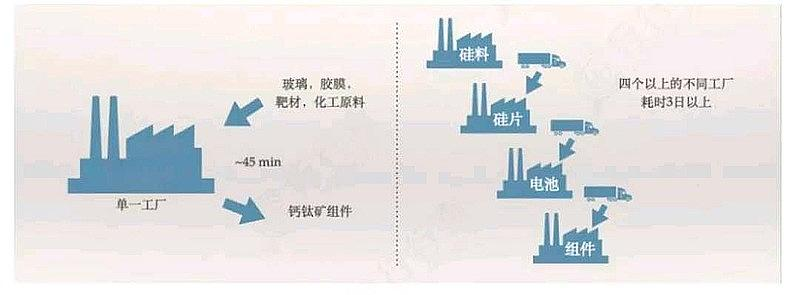 玻璃，胶膜，
靶材，化工原料
~45 min
单一工厂
钙钛矿组件
硅料
四个以上的不同工厂
耗时3日以上
硅片
电池
组件